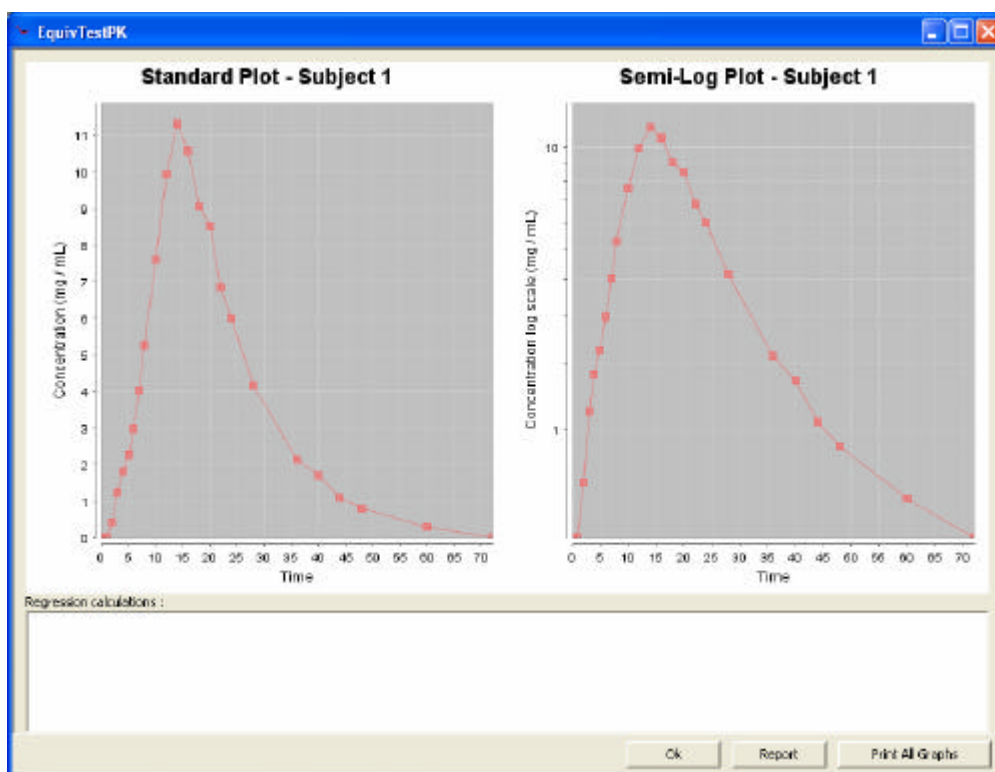 EquivTestPK
Standard Plot - Subject 1
Concentration (mg / mL)
11
10
9
8
7
6
5
4
3
2
1
0
0 5 10 15 20 25 30 35 40 45 50 55 60 65 70
Time
Semi-Log Plot - Subject 1
Concentration log scale (mg / mL)
10
1
0 5 10 15 20 25 30 35 40 45 50 55 60 65 70
Time
Regression calculations :
Ok Report Print All Graphs